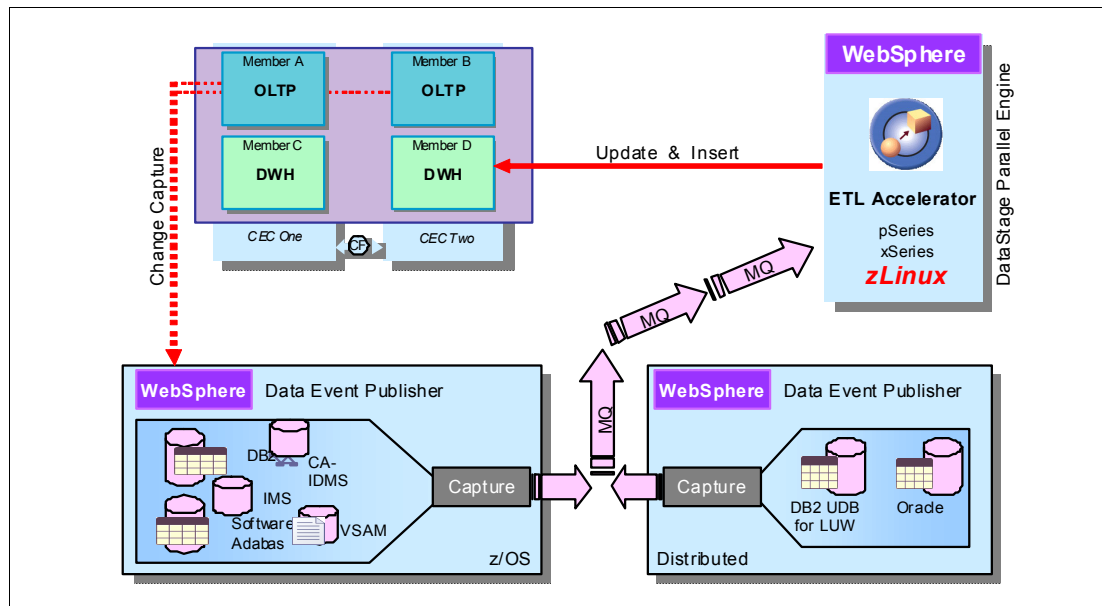 Member A
OLTP
Member B
OLTP
Member C
DWH
Member D
DWH
CEC One
CF
CEC Two
Change Capture
Update & Insert
WebSphere
ETL Accelerator
pSeries
xSeries
zLinux
DataStage Parallel Engine
MQ
MQ
MQ
WebSphere
Data Event Publisher
DB2
CA-
IDMS
IMS
Software
Adabas
VSAM
Capture
z/OS
WebSphere
Data Event Publisher
Capture
DB2 UDB
for LUW
Oracle
Distributed